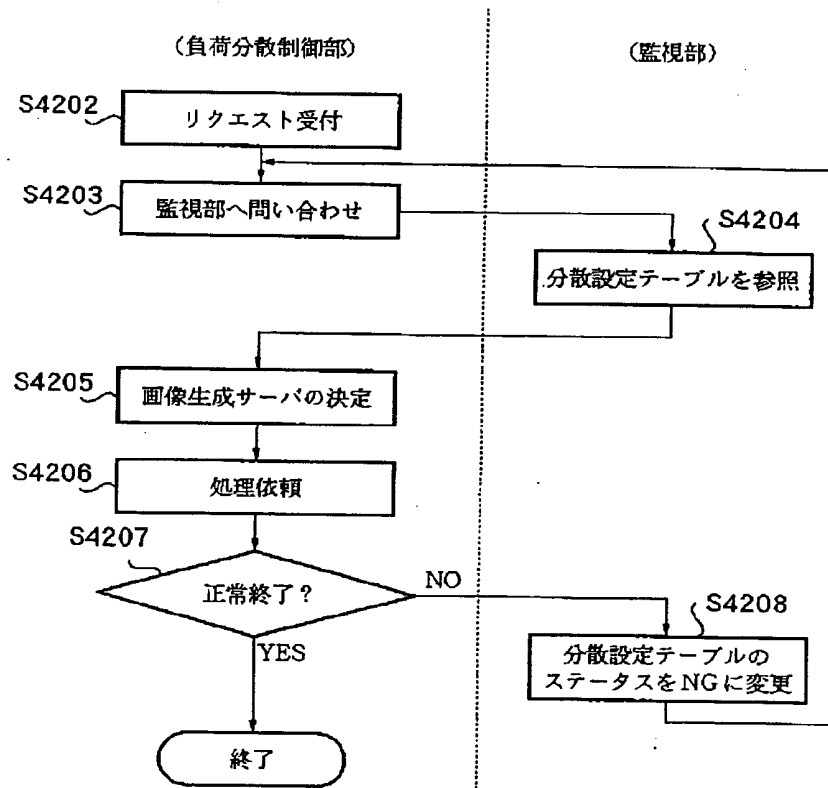 (負荷分散制御部)
(監視部)
S4202
リクエスト受付
S4203
監視部へ問い合わせ
S4204
分散設定テーブルを参照
S4205
画像生成サーバの決定
S4206
処理依頼
S4207
正常終了?
NO
YES
S4208
分散設定テーブルの
ステータスをNGに変更
終了